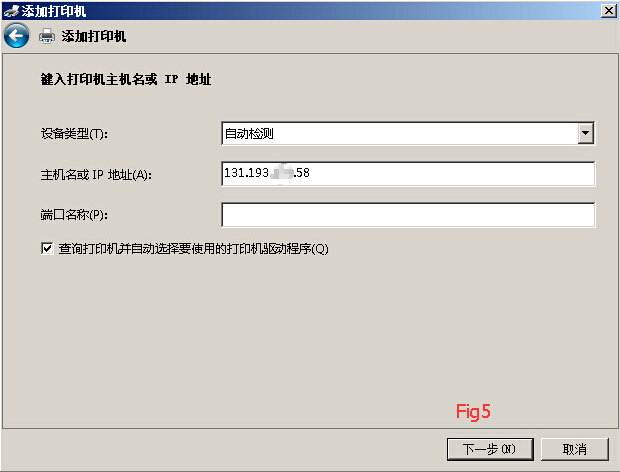 添加打印机
添加打印机
键入打印机主机名或 IP 地址
设备类型(T):
自动检测
主机名或 IP 地址(A):
131.193. .58
端口名称(P):
查询打印机并自动选择要使用的打印机驱动程序(Q)
Fig5
下一步(N)
取消